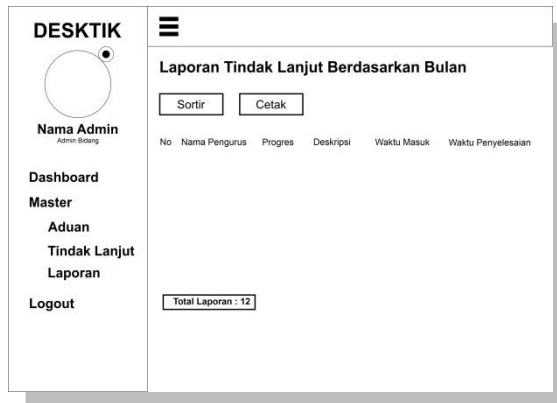 DESKTIK
Nama Admin
Admin Bidang
Dashboard
Master
Aduan
Tindak Lanjut
Laporan
Logout
Laporan Tindak Lanjut Berdasarkan Bulan
Sortir Cetak
No Nama Pengurus Progres Deskripsi Waktu Masuk Waktu Penyelesaian
Total Laporan : 12